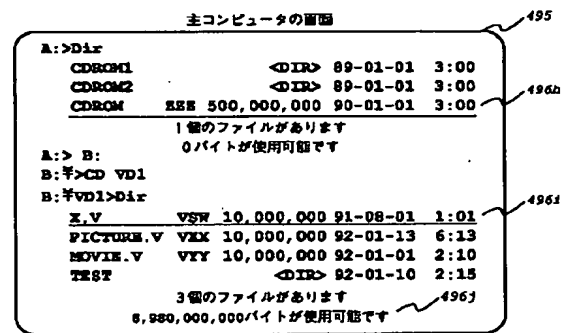 主コンピュータの画面
495
A:>Dir
CDROM1 <DIR> 89-01-01 3:00
CDROM2 <DIR> 89-01-01 3:00
CDROM EEE 500,000,000 90-01-01 3:00
496h
1個のファイルがあります
0バイトが使用可能です
A:> B:
B:¥>CD VD1
B:¥VD1>Dir
X.V VSW 10,000,000 91-08-01 1:01
496i
PICTURE.V VXX 10,000,000 92-01-13 6:13
MOVIE.V VYY 10,000,000 92-01-01 2:10
TEST <DIR> 92-01-10 2:15
3個のファイルがあります
496j
6,980,000,000バイトが使用可能です